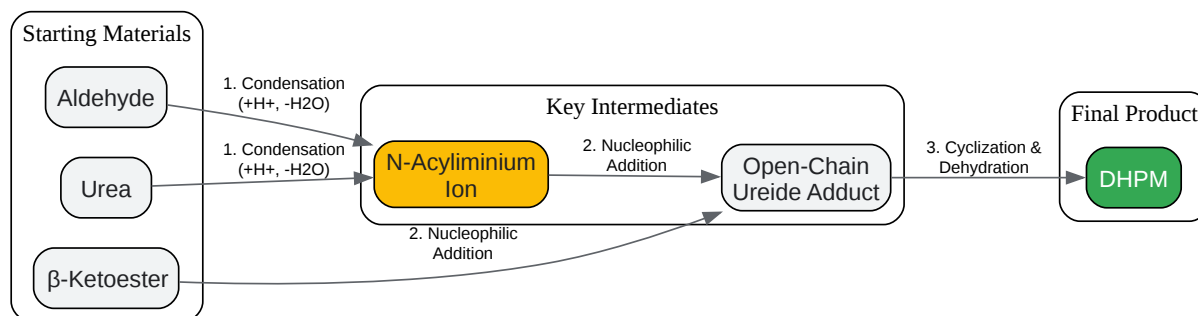 Starting Materials
Aldehyde
Urea
β-Ketoester
1. Condensation
(+H+, -H2O)
1. Condensation
(+H+, -H2O)
Key Intermediates
N-Acyliminium
Ion
2. Nucleophilic
Addition
2. Nucleophilic
Addition
Open-Chain
Ureide Adduct
3. Cyclization &
Dehydration
Final Product
DHPM